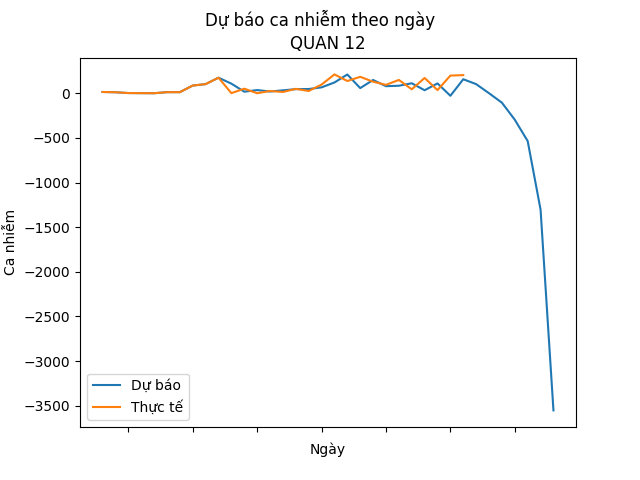 Dự báo ca nhiễm theo ngày
QUAN 12
Ca nhiễm
0
−500
−1000
−1500
−2000
−2500
−3000
−3500
Dự báo
Thực tế
Ngày